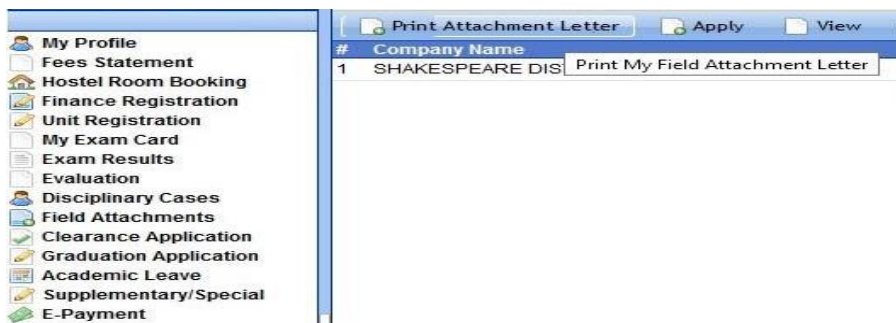 My Profile
Fees Statement
Hostel Room Booking
Finance Registration
Unit Registration
My Exam Card
Exam Results
Evaluation
Disciplinary Cases
Field Attachments
Clearance Application
Graduation Application
Academic Leave
Supplementary/Special
E-Payment
Print Attachment Letter Apply View
# Company Name
1 SHAKESPEARE DIS
Print My Field Attachment Letter